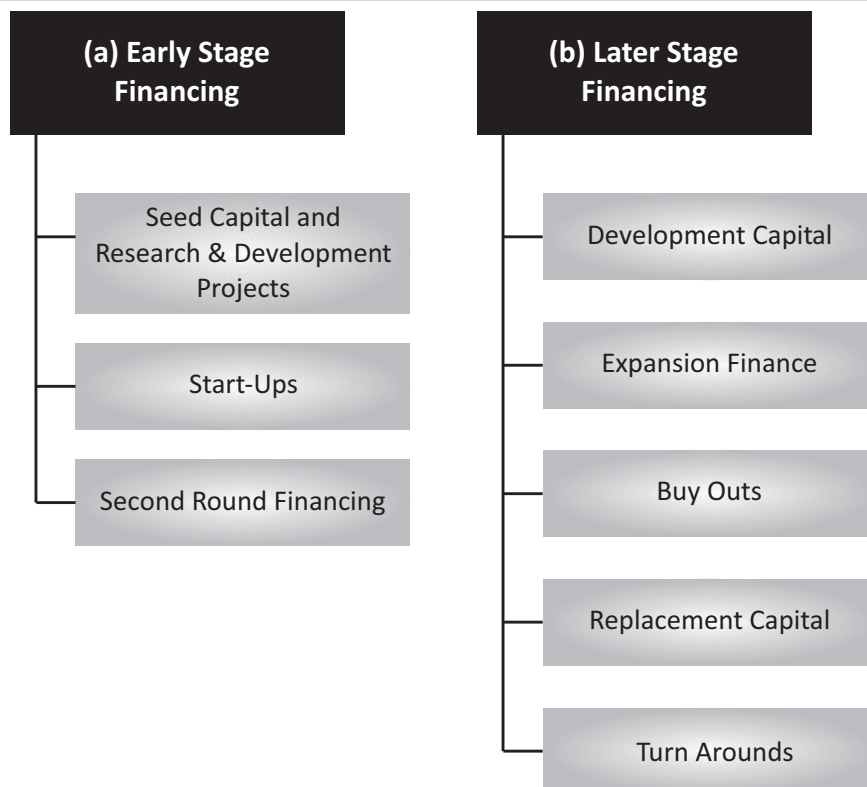 (a) Early Stage
Financing
Seed Capital and
Research & Development
Projects
Start-Ups
Second Round Financing
(b) Later Stage
Financing
Development Capital
Expansion Finance
Buy Outs
Replacement Capital
Turn Arounds